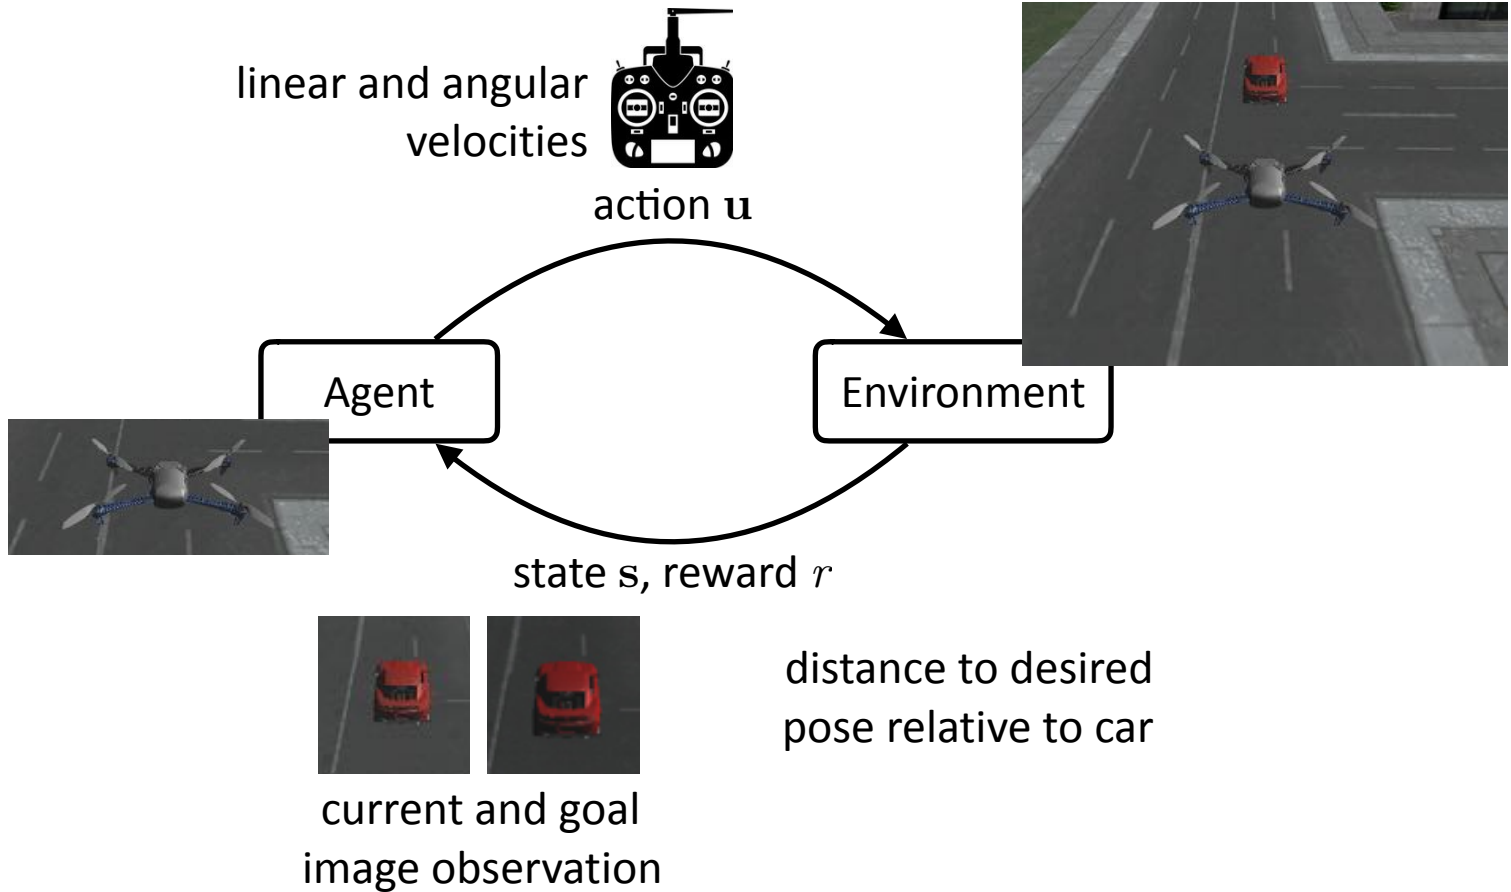 linear and angular
velocities
action u
Agent
Environment
state s, reward r
distance to desired
pose relative to car
current and goal
image observation